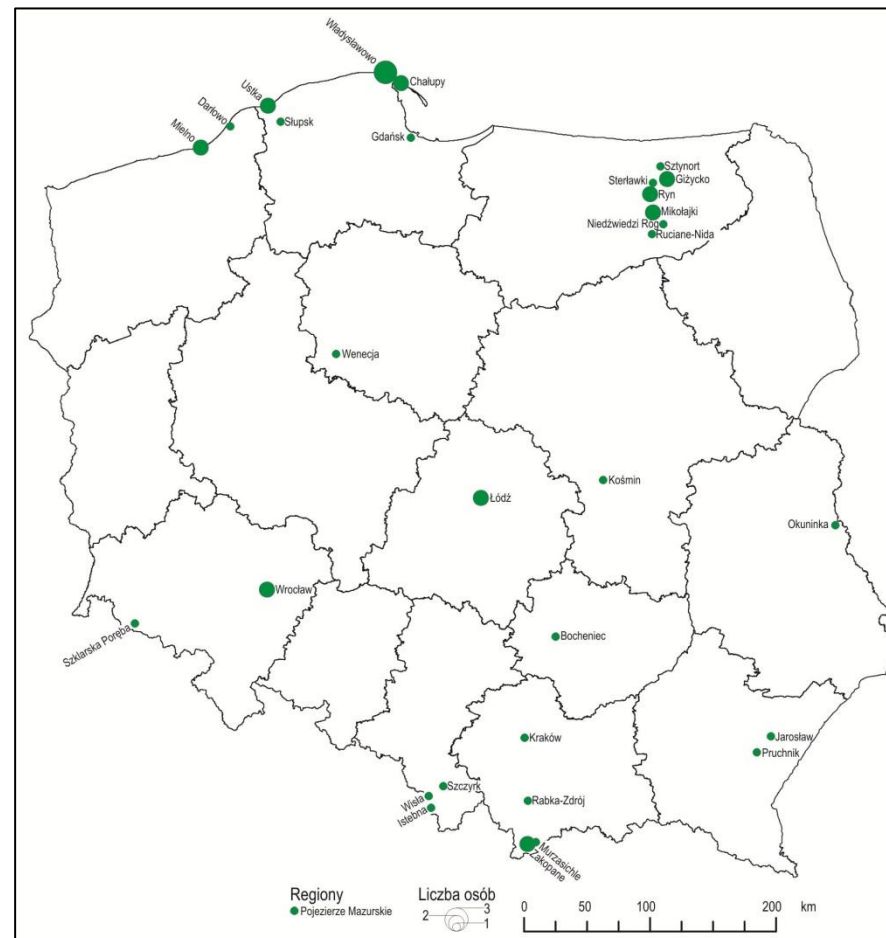 Władysławowo
Chałupy
Ustka
Darłowo
Słupsk
Mielno
Gdańsk
Sztynort
Sterławki
Giżycko
Ryn
Mikołajki
Niedźwiedzi Róg
Ruciane-Nida
Wenecja
Kośmin
Łódź
Okuninka
Wrocław
Szklarska Poręba
Bocheniec
Kraków
Jarosław
Pruchnik
Szczyrk
Wisła
Istebna
Rabka-Zdrój
Murzasichle
Zakopane
Regiony
Pojezierze Mazurskie
Liczba osób
3
2
1
0 50 100 200 km